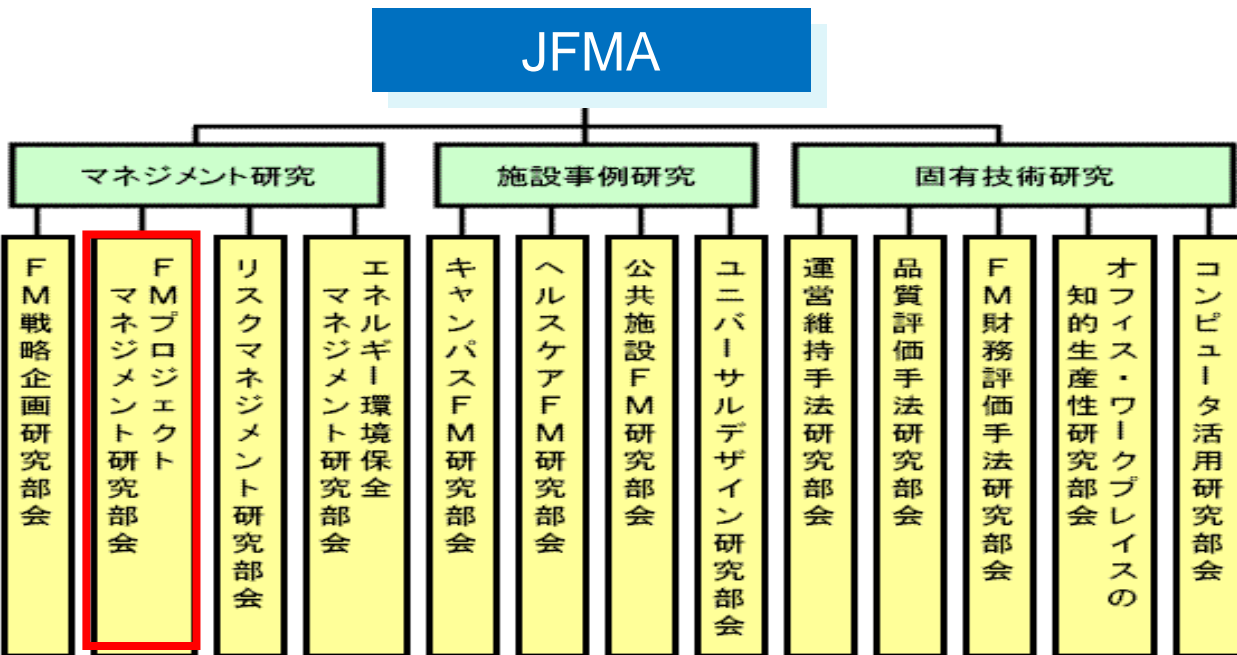 JFMA
マネジメント研究
施設事例研究
固有技術研究
FM戦略企画研究部会
FMプロジェクト
マネジメント研究部会
リスクマネジメント研究部会
エネルギー環境保全
マネジメント研究部会
キャンパスFM研究部会
ヘルスケアFM研究部会
公共施設FM研究部会
ユニバーサルデザイン研究部会
運営維持手法研究部会
品質評価手法研究部会
FM財務評価手法研究部会
オフィス・ワークプレイスの
知的生産性研究部会
コンピュータ活用研究部会